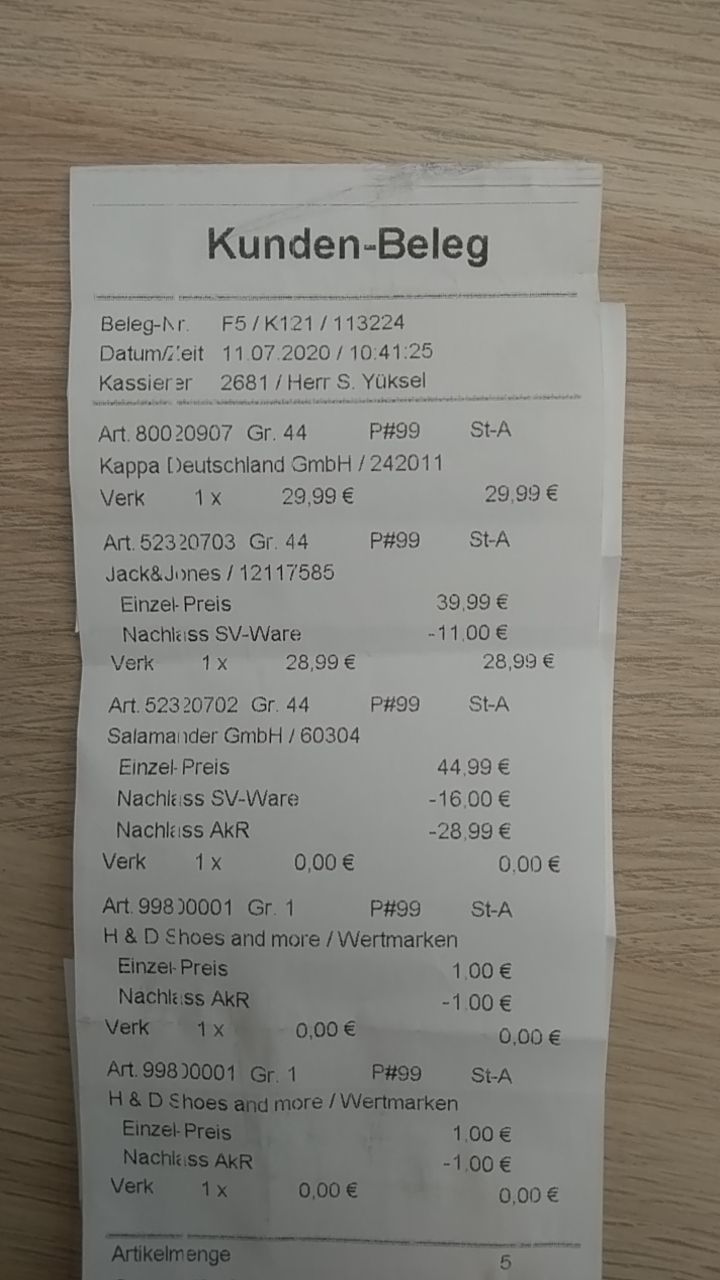 Kunden-Beleg
Beleg-Nr. F5 / K121 / 113224
Datum/Zeit 11.07.2020 / 10:41:25
Kassierer 2681 / Herr S. Yüksel
Art. 80020907 Gr. 44 P#99 St-A
Kappa Deutschland GmbH / 242011
Verk 1 x 29,99 € 29,99 €
Art. 52320703 Gr. 44 P#99 St-A
Jack&Jones / 12117585
Einzel-Preis 39,99 €
Nachlass SV-Ware -11,00 €
Verk 1 x 28,99 € 28,99 €
Art. 52320702 Gr. 44 P#99 St-A
Salamander GmbH / 60304
Einzel-Preis 44,99 €
Nachlass SV-Ware -16,00 €
Nachlass AkR -28,99 €
Verk 1 x 0,00 € 0,00 €
Art. 99800001 Gr. 1 P#99 St-A
H & D Shoes and more / Wertmarken
Einzel-Preis 1,00 €
Nachlass AkR -1,00 €
Verk 1 x 0,00 € 0,00 €
Art. 99800001 Gr. 1 P#99 St-A
H & D Shoes and more / Wertmarken
Einzel-Preis 1,00 €
Nachlass AkR -1,00 €
Verk 1 x 0,00 € 0,00 €
Artikelmenge 5